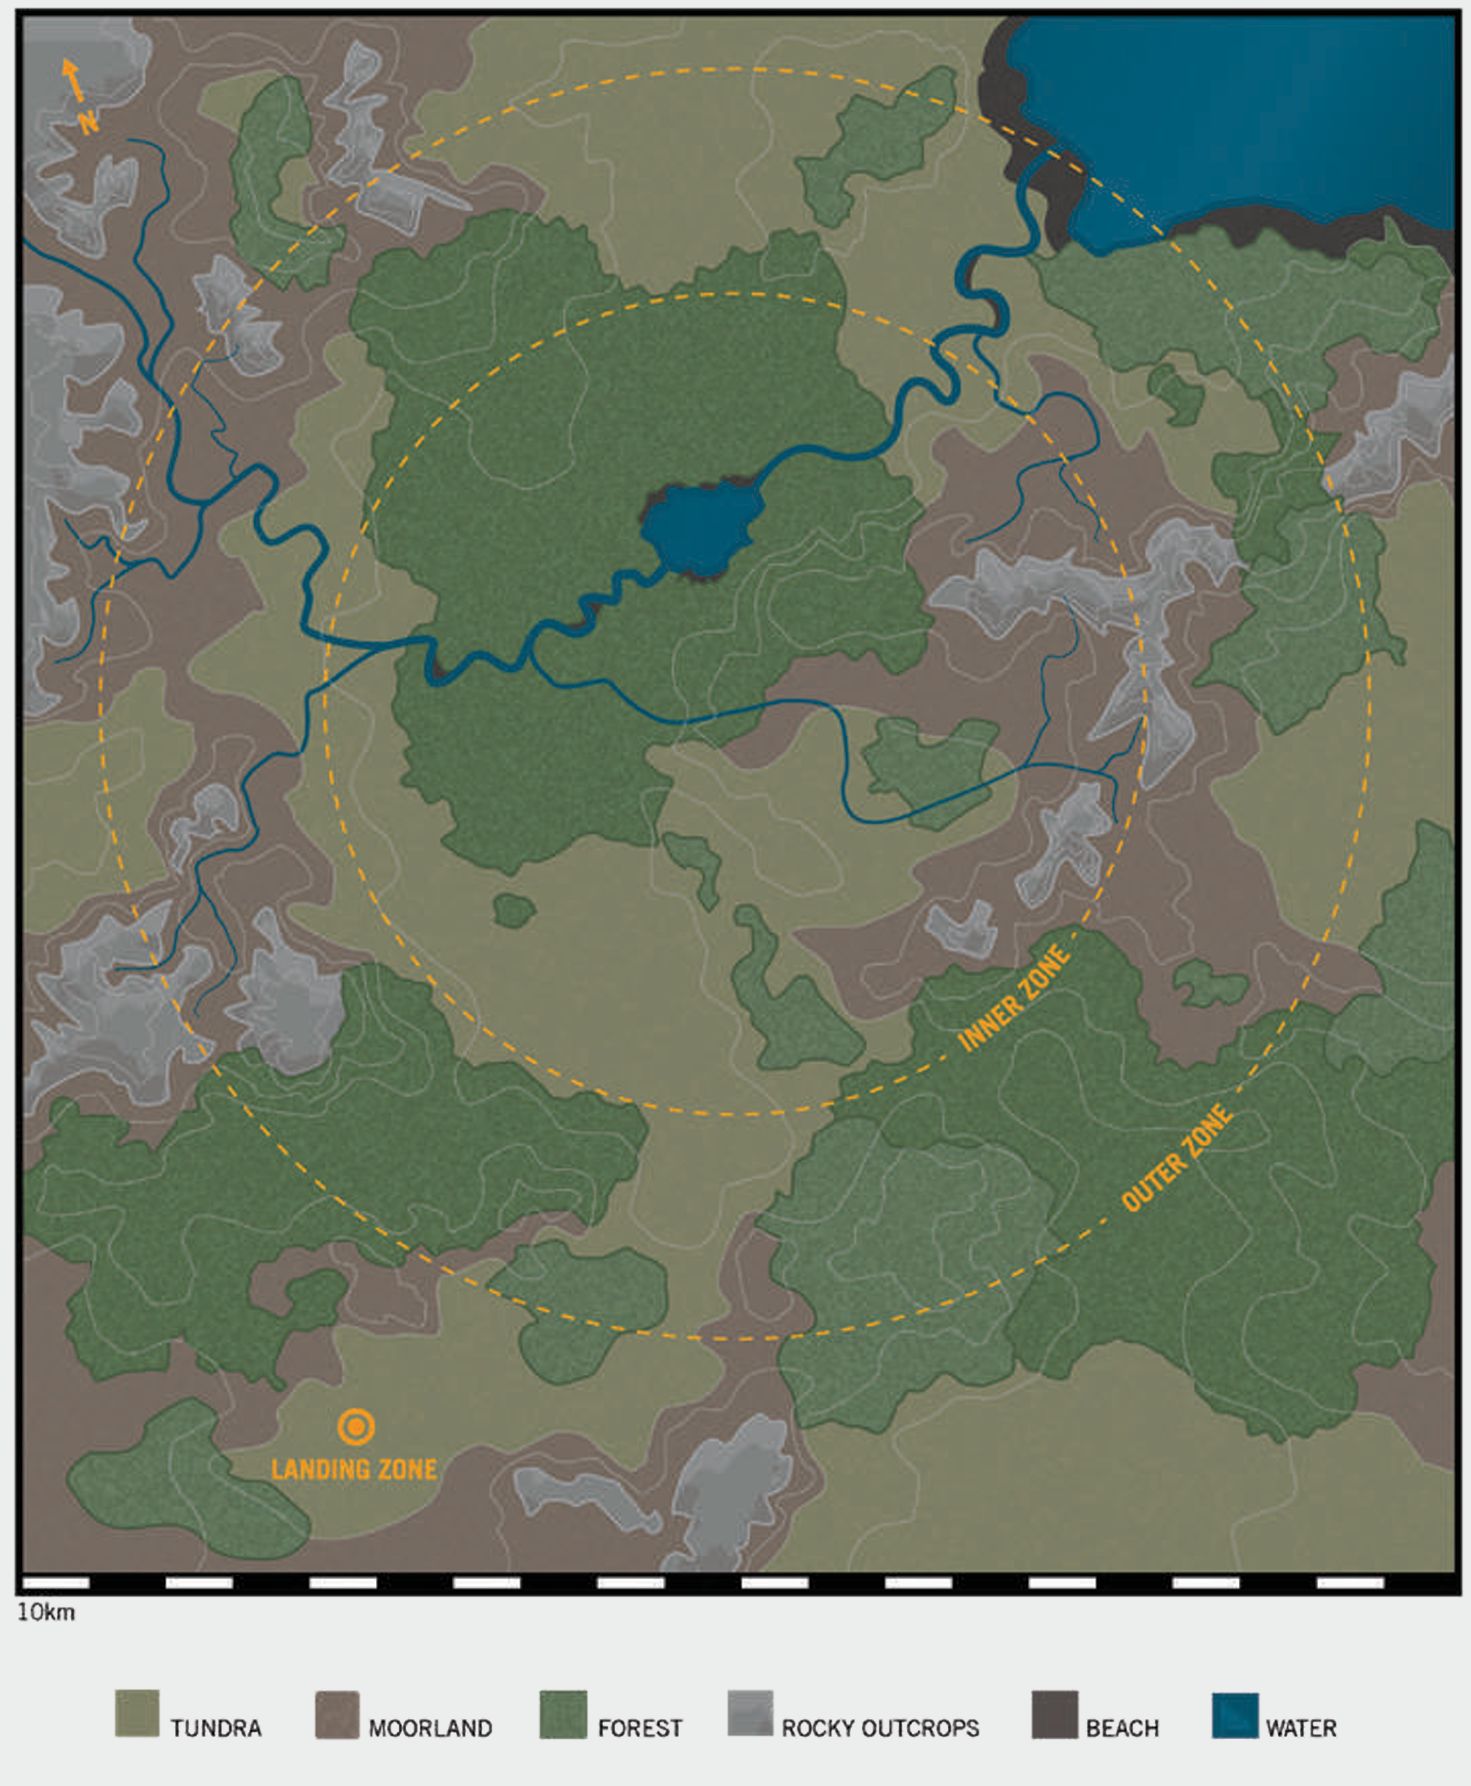 N
INNER ZONE
OUTER ZONE
LANDING ZONE
10km
TUNDRA
MOORLAND
FOREST
ROCKY OUTCROPS
BEACH
WATER